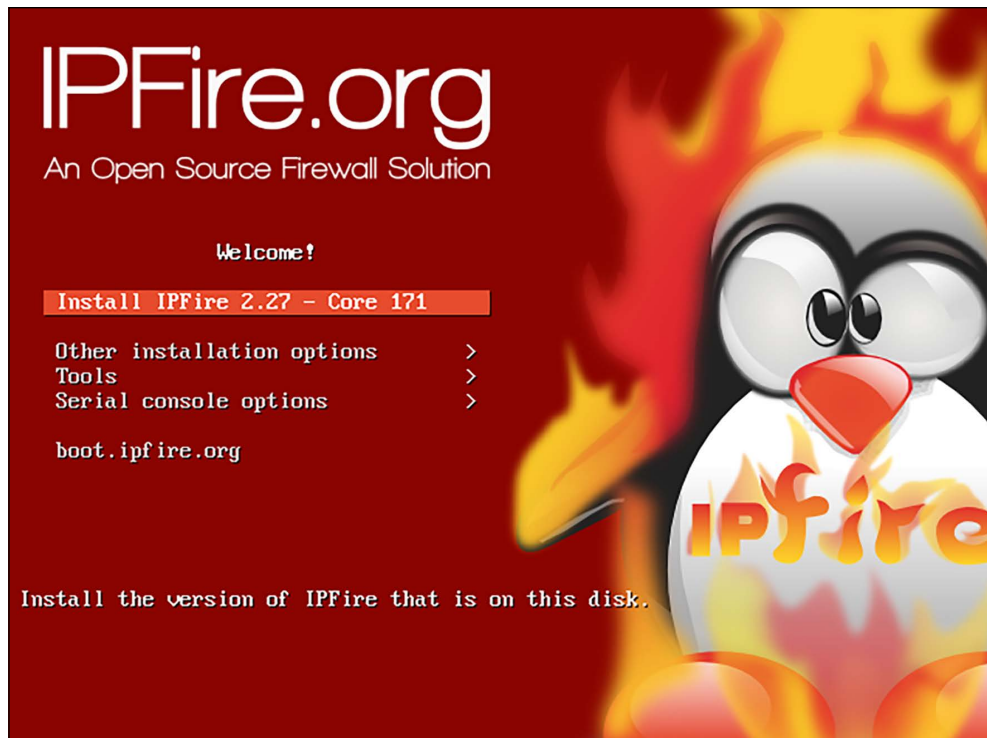 IPFire.org
An Open Source Firewall Solution
Welcome!
Install IPFire 2.27 - Core 171
Other installation options >
Tools >
Serial console options >
boot.ipfire.org
IPfire
Install the version of IPFire that is on this disk.